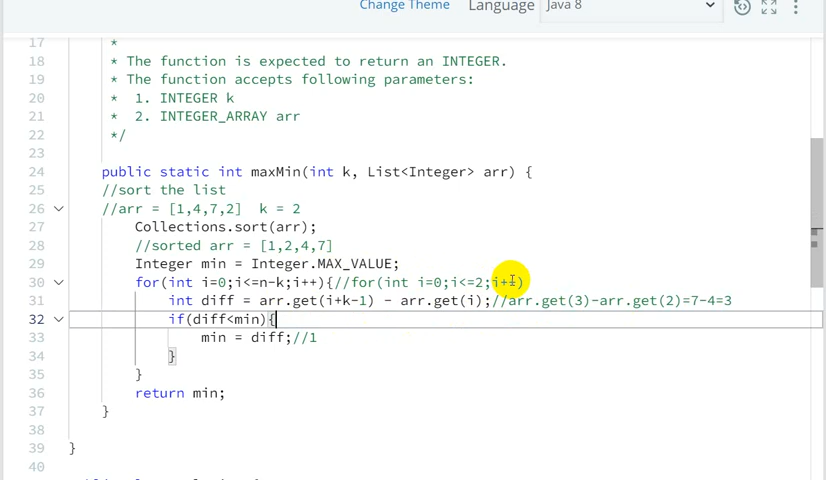 Change Theme Language Java 8
17 *
18 * The function is expected to return an INTEGER.
19 * The function accepts following parameters:
20 * 1. INTEGER k
21 * 2. INTEGER_ARRAY arr
22 */
23
24 public static int maxMin(int k, List<Integer> arr) {
25 //sort the list
26 //arr = [1,4,7,2] k = 2
27 Collections.sort(arr);
28 //sorted arr = [1,2,4,7]
29 Integer min = Integer.MAX_VALUE;
30 for(int i=0;i<=n-k;i++){//for(int i=0;i<=2;i++)
31 int diff = arr.get(i+k-1) - arr.get(i);//arr.get(3)-arr.get(2)=7-4=3
32 if(diff<min){
33 min = diff;//1
34 }
35 }
36 return min;
37 }
38
39 }
40